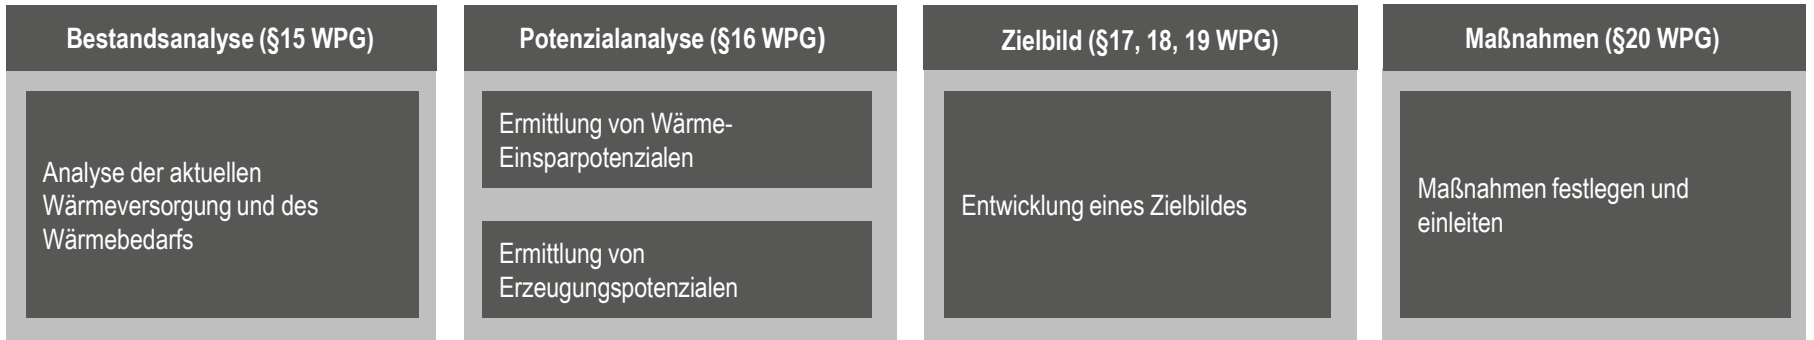 Bestandsanalyse (§15 WPG)
Analyse der aktuellen
Wärmeversorgung und des
Wärmebedarfs
Potenzialanalyse (§16 WPG)
Ermittlung von Wärme-
Einsparpotenzialen
Ermittlung von
Erzeugungspotenzialen
Zielbild (§17, 18, 19 WPG)
Entwicklung eines Zielbildes
Maßnahmen (§20 WPG)
Maßnahmen festlegen und
einleiten